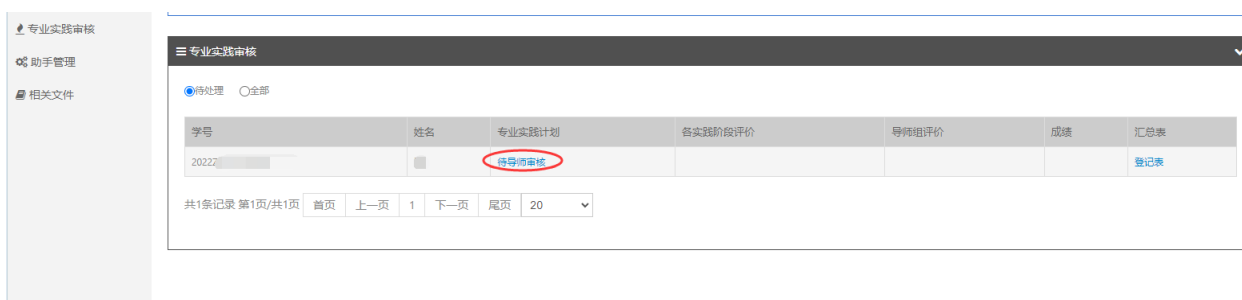 专业实践审核
助手管理
相关文件
专业实践审核
待处理 全部
学号 姓名 专业实践计划 各实践阶段评价 导师组评价 成绩 汇总表
2022Z 待导师审核 登记表
共1条记录 第1页/共1页 首页 上一页 1 下一页 尾页 20